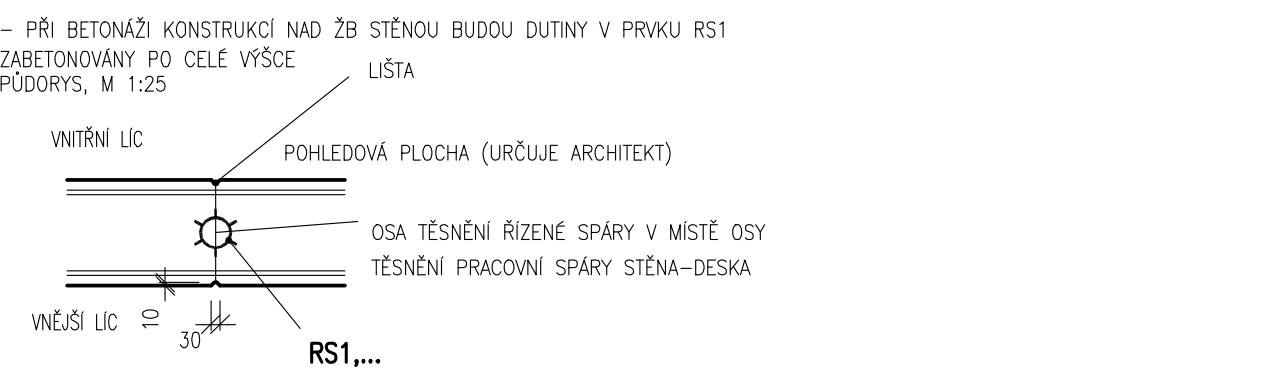 – PŘI BETONÁŽI KONSTRUKCÍ NAD ŽB STĚNOU BUDOU DUTINY V PRVKU RS1
ZABETONOVÁNY PO CELÉ VÝŠCE
PŮDORYS, M 1:25
LIŠTA
VNITŘNÍ LÍC
POHLEDOVÁ PLOCHA (URČUJE ARCHITEKT)
OSA TĚSNĚNÍ ŘÍZENÉ SPÁRY V MÍSTĚ OSY
TĚSNĚNÍ PRACOVNÍ SPÁRY STĚNA-DESKA
VNĚJŠÍ LÍC
10
30
RS1,...